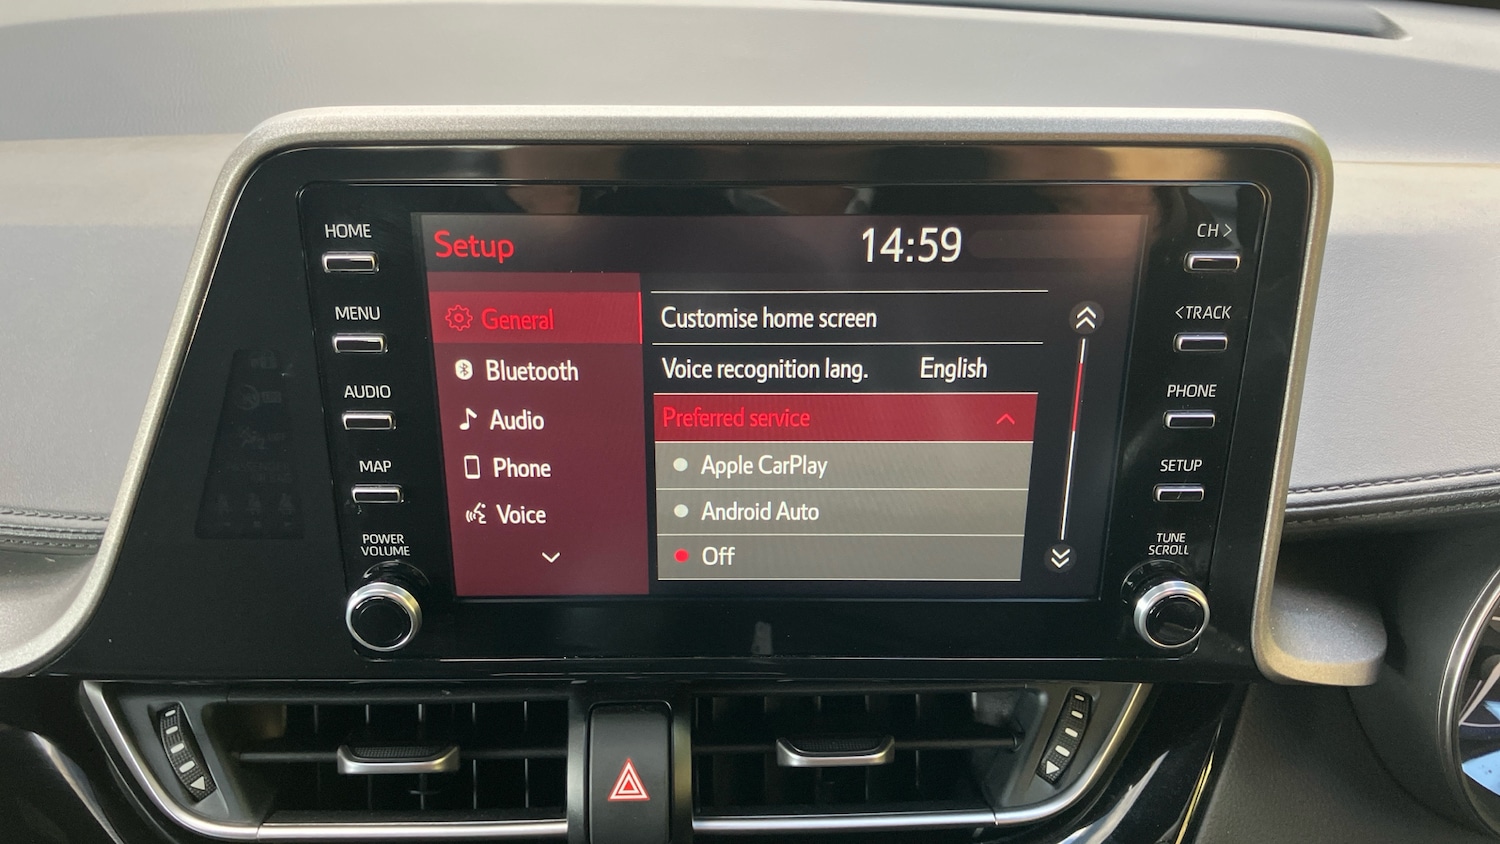 HOME
MENU
AUDIO
MAP
POWER
VOLUME
Setup
14:59
General
Bluetooth
Audio
Phone
Voice
Customise home screen
Voice recognition lang. English
Preferred service
Apple CarPlay
Android Auto
Off
CH >
< TRACK
PHONE
SETUP
TUNE
SCROLL